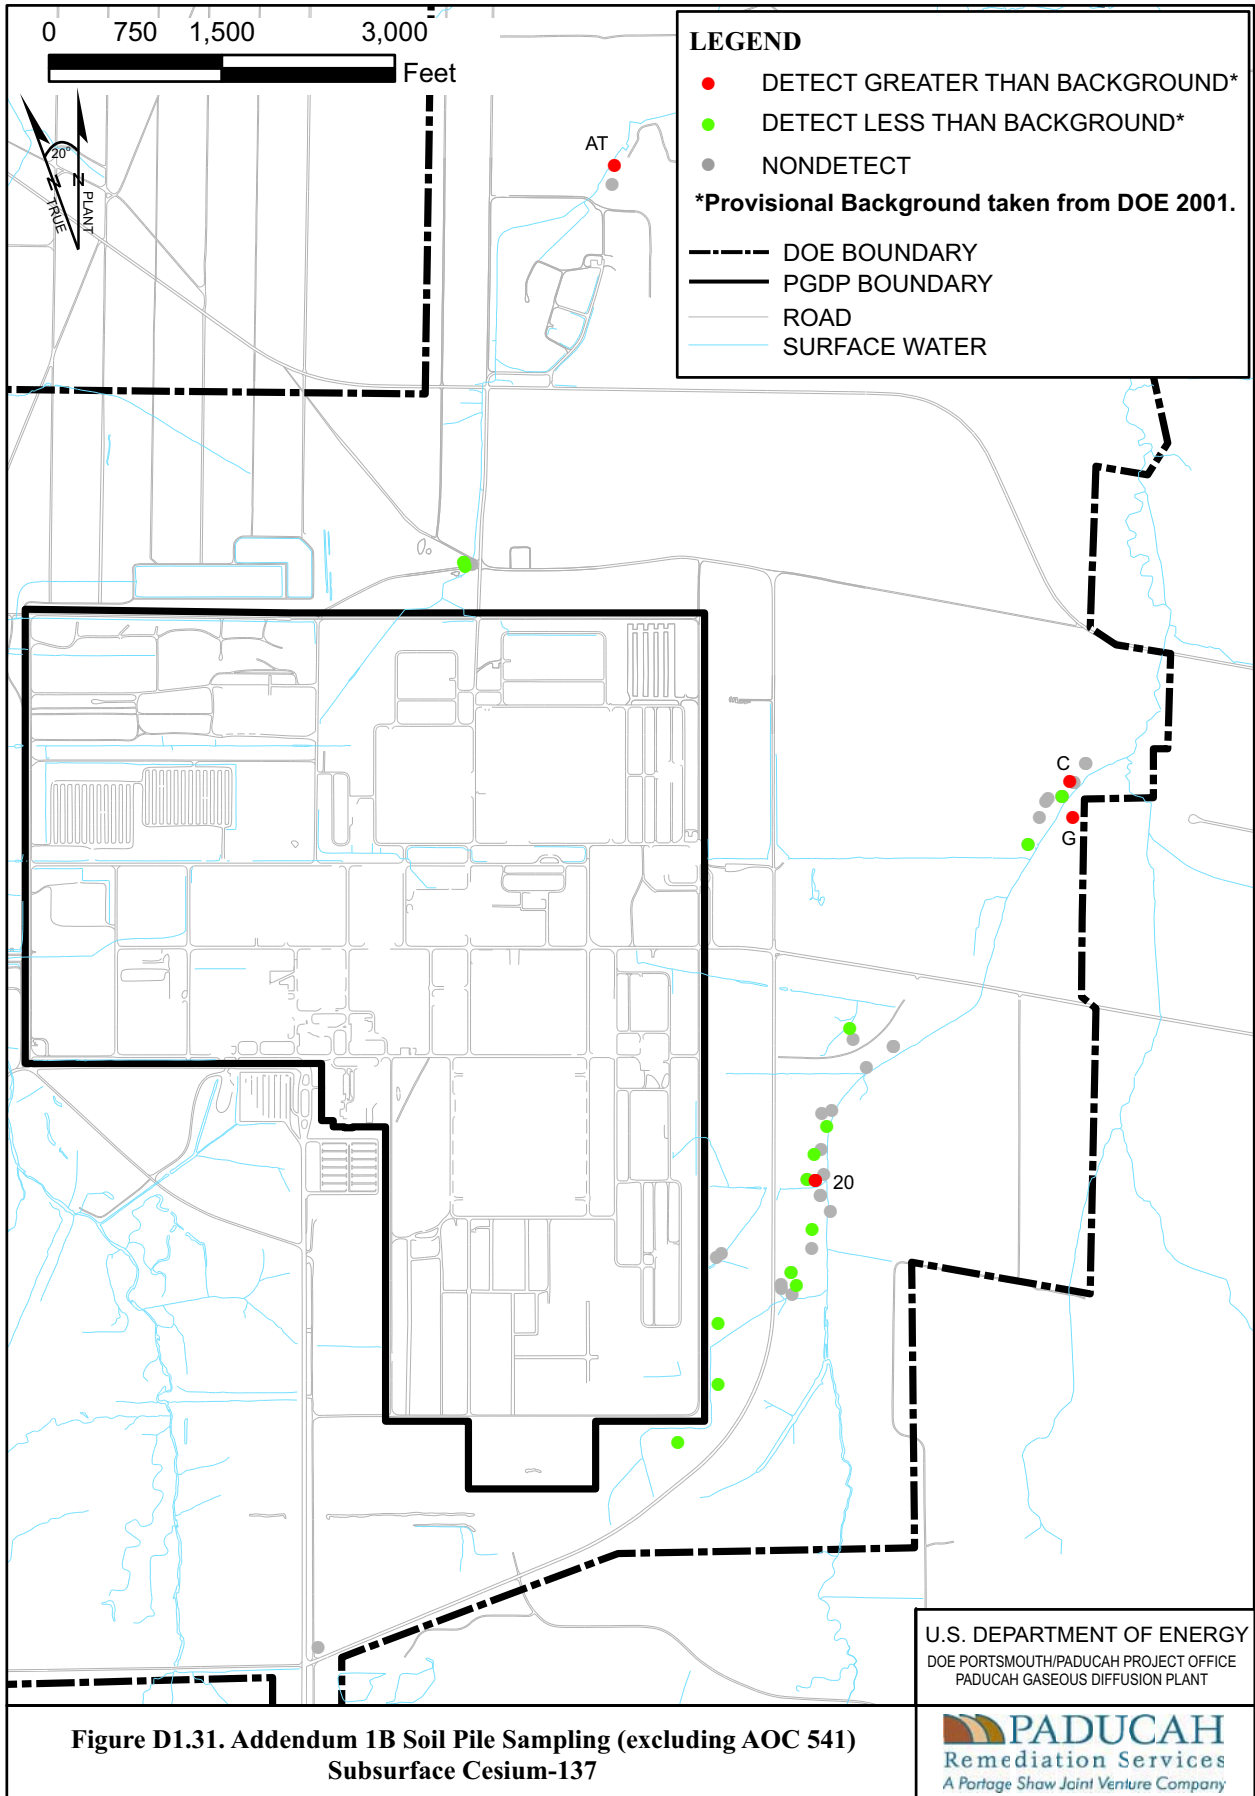 0 750 1,500 3,000
Feet
20°
N
TRUE
N
PLANT
LEGEND
DETECT GREATER THAN BACKGROUND*
DETECT LESS THAN BACKGROUND*
NONDETECT
*Provisional Background taken from DOE 2001.
DOE BOUNDARY
PGDP BOUNDARY
ROAD
SURFACE WATER
AT
C
G
20
U.S. DEPARTMENT OF ENERGY
DOE PORTSMOUTH/PADUCAH PROJECT OFFICE
PADUCAH GASEOUS DIFFUSION PLANT
Figure D1.31. Addendum 1B Soil Pile Sampling (excluding AOC 541)
Subsurface Cesium-137
PADUCAH
Remediation Services
A Portage Shaw Joint Venture Company